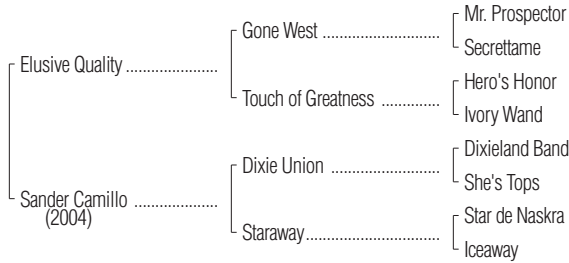 Mr. Prospector
Gone West
Secrettame
Elusive Quality
Hero's Honor
Touch of Greatness
Ivory Wand
Dixieland Band
Dixie Union
She's Tops
Sander Camillo
(2004)
Star de Naskra
Staraway
Iceaway